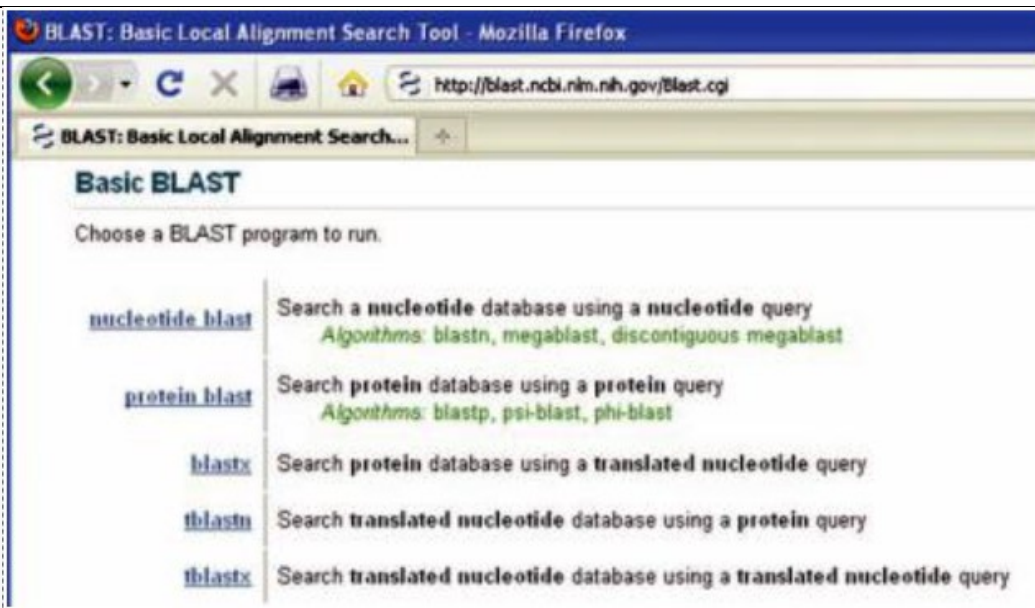 BLAST: Basic Local Alignment Search Tool - Mozilla Firefox
http://blast.ncbi.nlm.nih.gov/Blast.cgi
BLAST: Basic Local Alignment Search...
Basic BLAST
Choose a BLAST program to run.
nucleotide blast Search a nucleotide database using a nucleotide query
Algorithms: blastn, megablast, discontiguous megablast
protein blast Search protein database using a protein query
Algorithms: blastp, psi-blast, phi-blast
blastx Search protein database using a translated nucleotide query
tblastn Search translated nucleotide database using a protein query
tblastx Search translated nucleotide database using a translated nucleotide query